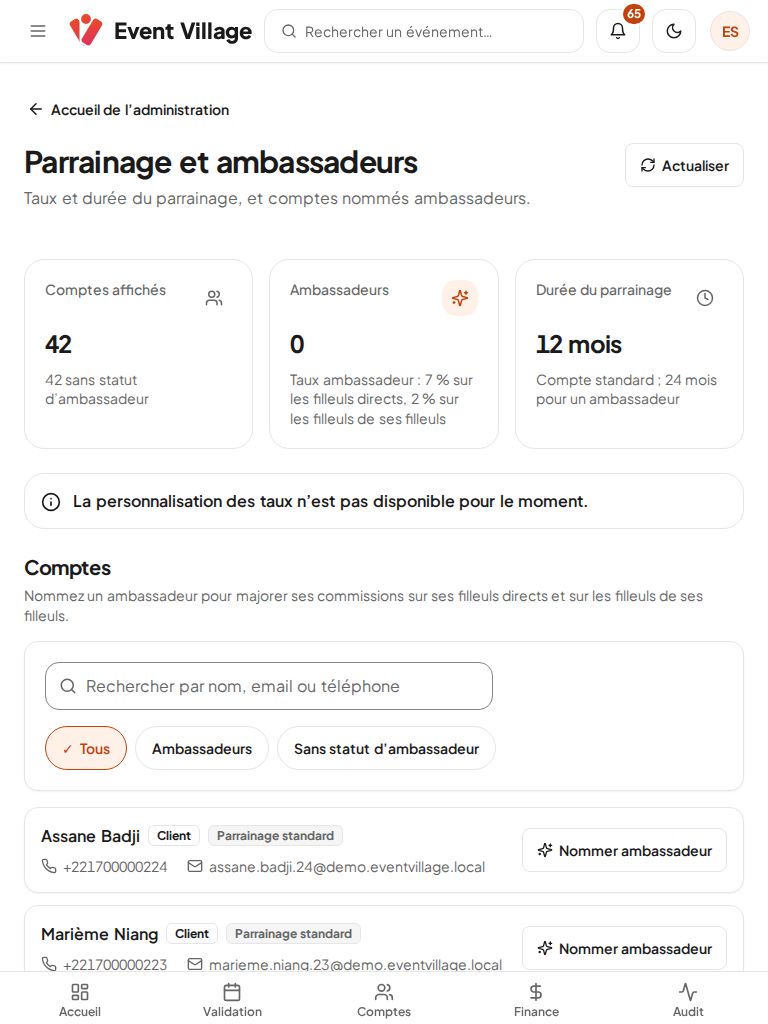 Event Village
Rechercher un événement...
65
ES
Accueil de l’administration
Parrainage et ambassadeurs
Actualiser
Taux et durée du parrainage, et comptes nommés ambassadeurs.
Comptes affichés
42
42 sans statut
d’ambassadeur
Ambassadeurs
0
Taux ambassadeur : 7 % sur
les filleuls directs, 2 % sur
les filleuls de ses filleuls
Durée du parrainage
12 mois
Compte standard ; 24 mois
pour un ambassadeur
La personnalisation des taux n’est pas disponible pour le moment.
Comptes
Nommez un ambassadeur pour majorer ses commissions sur ses filleuls directs et sur les filleuls de ses
filleuls.
Rechercher par nom, email ou téléphone
✓ Tous
Ambassadeurs
Sans statut d’ambassadeur
Assane Badji Client Parrainage standard
+221700000224 assane.badji.24@demo.eventvillage.local
Nommer ambassadeur
Marième Niang Client Parrainage standard
+221700000223 marieme.niang.23@demo.eventvillage.local
Nommer ambassadeur
Accueil
Validation
Comptes
Finance
Audit